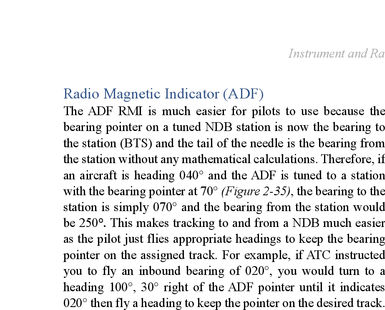 Instrument and Ra
Radio Magnetic Indicator (ADF)
The ADF RMI is much easier for pilots to use because the
bearing pointer on a tuned NDB station is now the bearing to
the station (BTS) and the tail of the needle is the bearing from
the station without any mathematical calculations. Therefore, if
an aircraft is heading 040° and the ADF is tuned to a station
with the bearing pointer at 70° (Figure 2-35), the bearing to the
station is simply 070° and the bearing from the station would
be 250°. This makes tracking to and from a NDB much easier
as the pilot just flies appropriate headings to keep the bearing
pointer on the assigned track. For example, if ATC instructed
you to fly an inbound bearing of 020°, you would turn to a
heading 100°, 30° right of the ADF pointer until it indicates
020° then fly a heading to keep the pointer on the desired track.